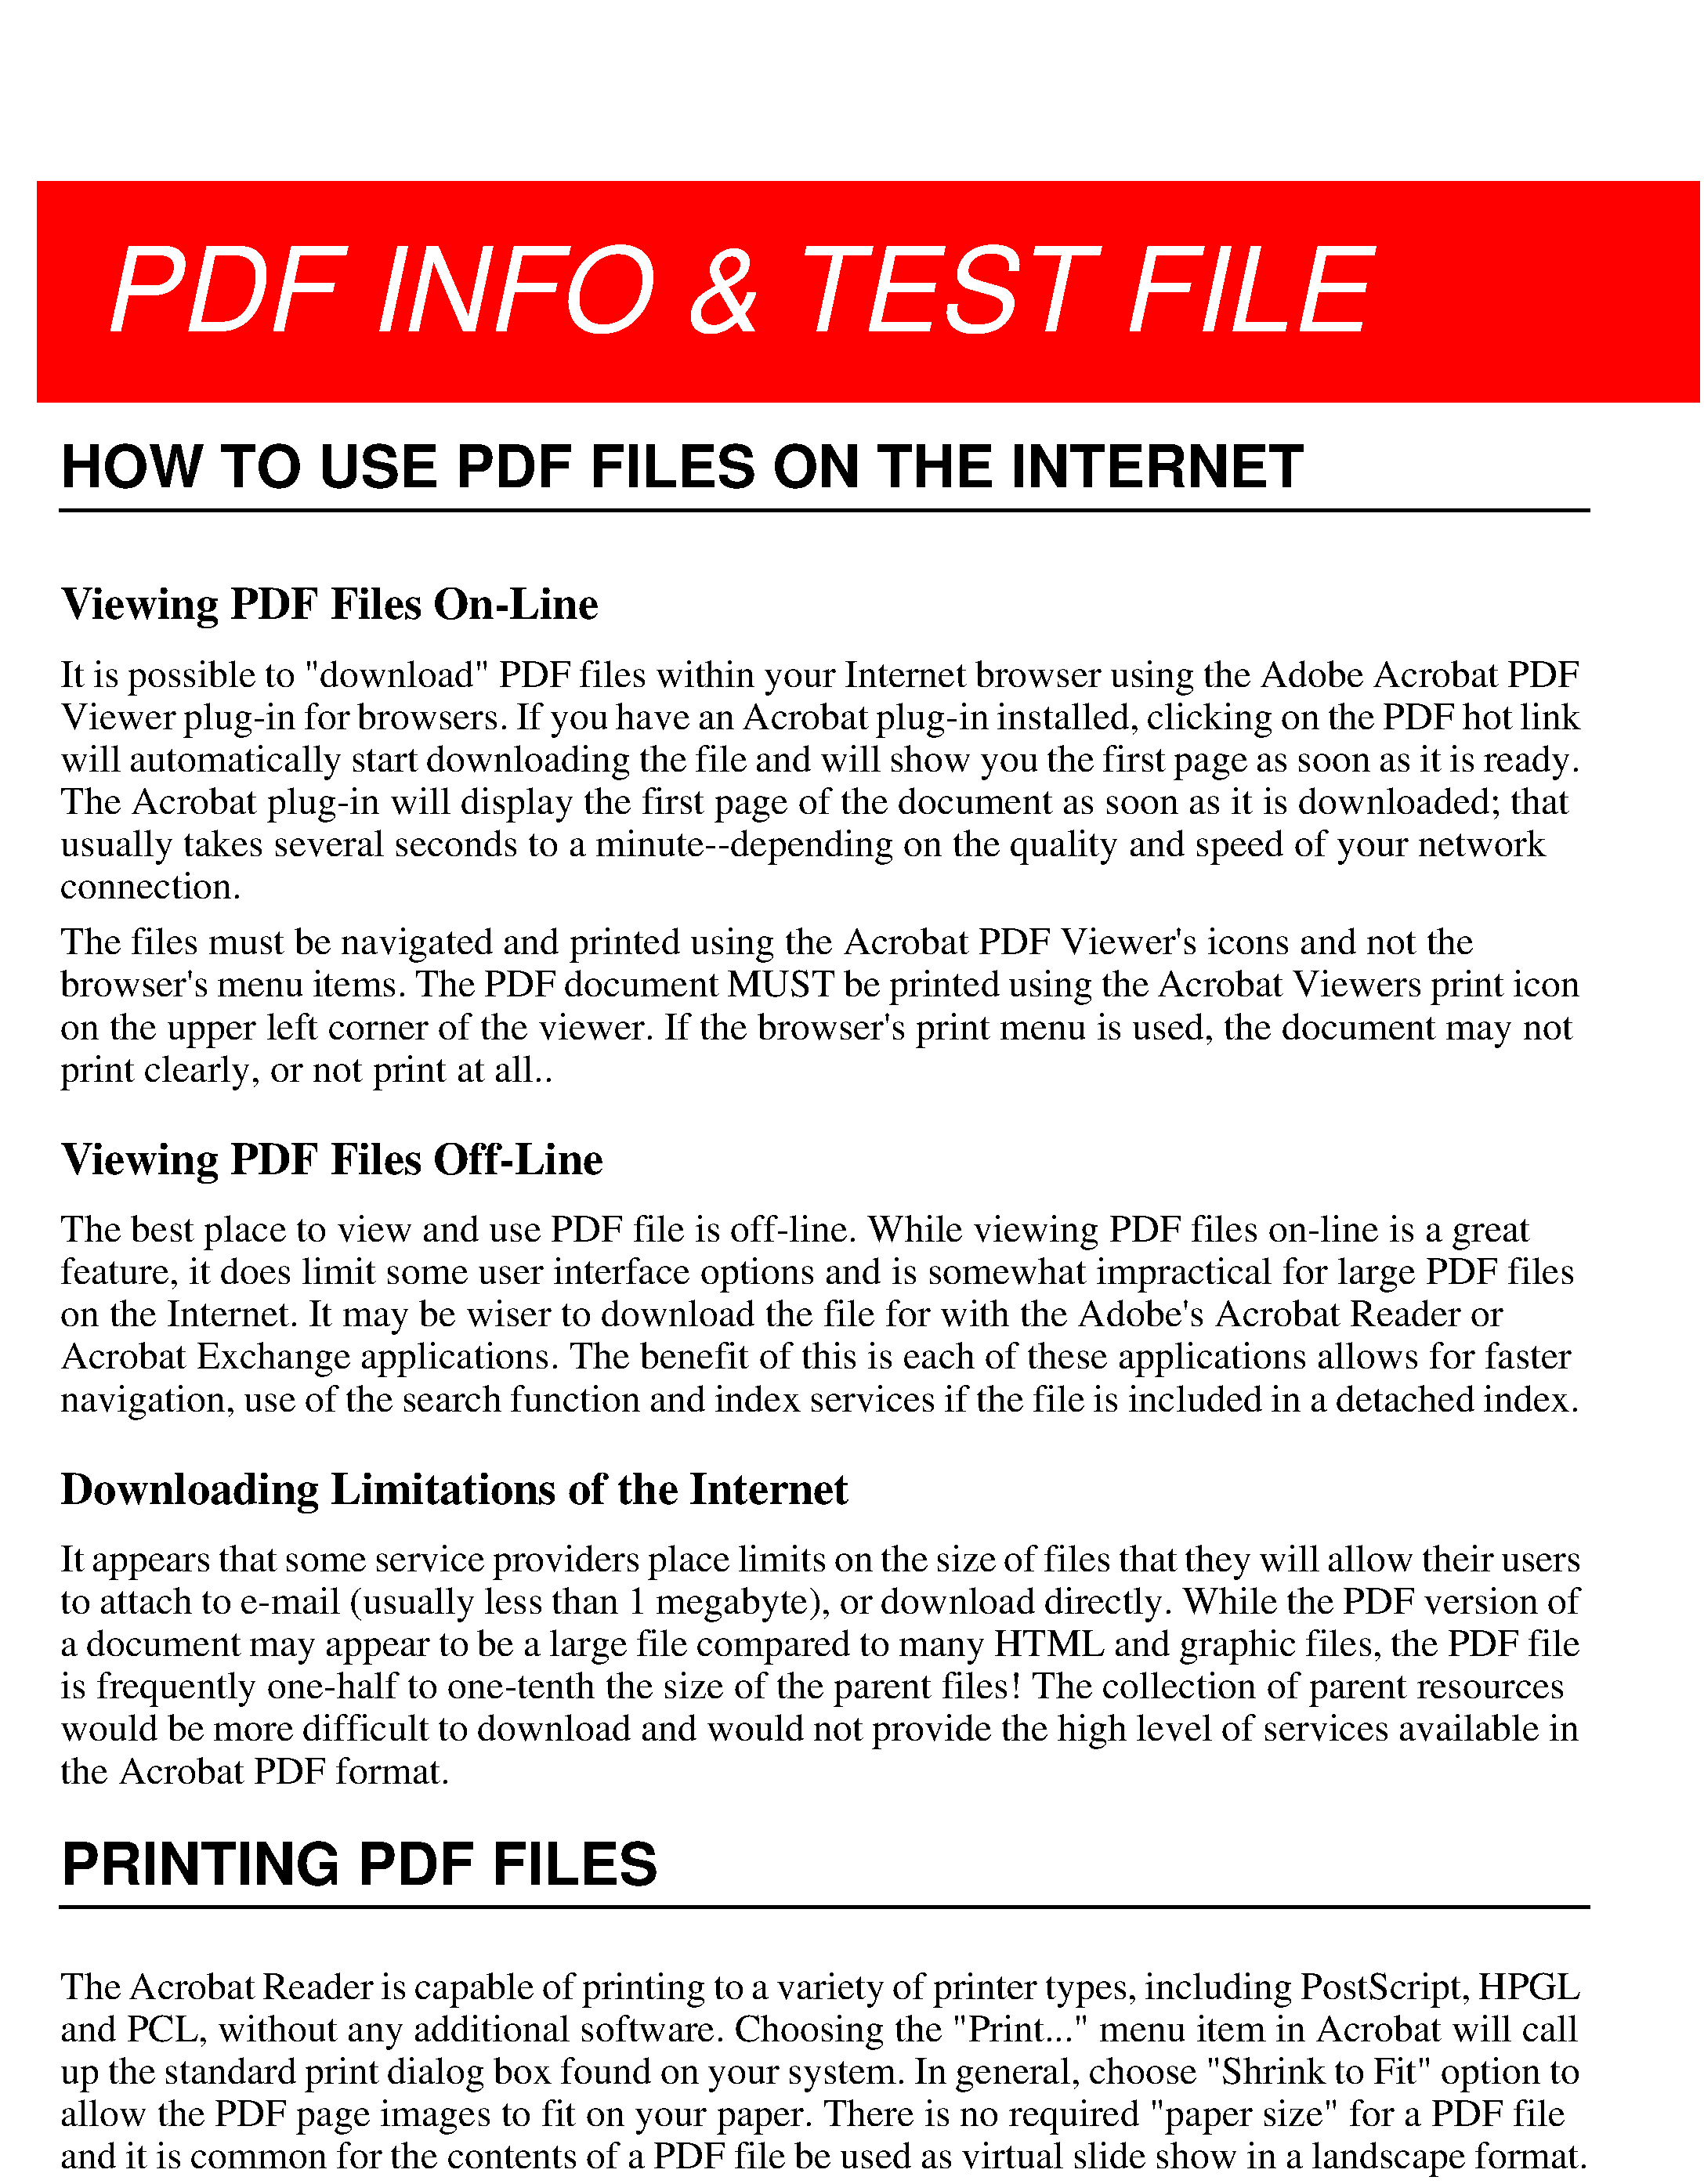 PDF INFO & TEST FILE
HOW TO USE PDF FILES ON THE INTERNET
Viewing PDF Files On-Line
It is possible to "download" PDF files within your Internet browser using the Adobe Acrobat PDF
Viewer plug-in for browsers. If you have an Acrobat plug-in installed, clicking on the PDF hot link
will automatically start downloading the file and will show you the first page as soon as it is ready.
The Acrobat plug-in will display the first page of the document as soon as it is downloaded; that
usually takes several seconds to a minute--depending on the quality and speed of your network
connection.
The files must be navigated and printed using the Acrobat PDF Viewer's icons and not the
browser's menu items. The PDF document MUST be printed using the Acrobat Viewers print icon
on the upper left corner of the viewer. If the browser's print menu is used, the document may not
print clearly, or not print at all..
Viewing PDF Files Off-Line
The best place to view and use PDF file is off-line. While viewing PDF files on-line is a great
feature, it does limit some user interface options and is somewhat impractical for large PDF files
on the Internet. It may be wiser to download the file for with the Adobe's Acrobat Reader or
Acrobat Exchange applications. The benefit of this is each of these applications allows for faster
navigation, use of the search function and index services if the file is included in a detached index.
Downloading Limitations of the Internet
It appears that some service providers place limits on the size of files that they will allow their users
to attach to e-mail (usually less than 1 megabyte), or download directly. While the PDF version of
a document may appear to be a large file compared to many HTML and graphic files, the PDF file
is frequently one-half to one-tenth the size of the parent files! The collection of parent resources
would be more difficult to download and would not provide the high level of services available in
the Acrobat PDF format.
PRINTING PDF FILES
The Acrobat Reader is capable of printing to a variety of printer types, including PostScript, HPGL
and PCL, without any additional software. Choosing the "Print..." menu item in Acrobat will call
up the standard print dialog box found on your system. In general, choose "Shrink to Fit" option to
allow the PDF page images to fit on your paper. There is no required "paper size" for a PDF file
and it is common for the contents of a PDF file be used as virtual slide show in a landscape format.